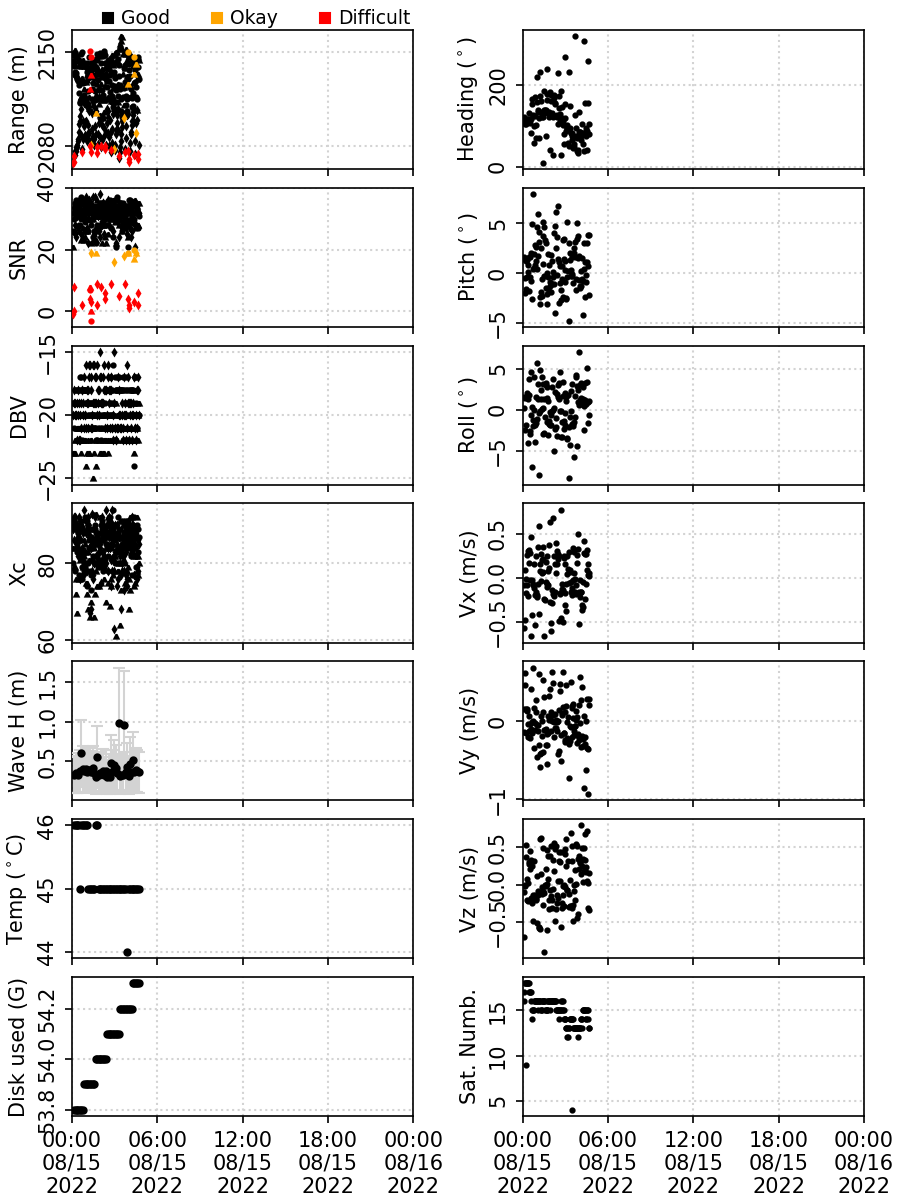 Good Okay Difficult
Range (m)
2150
2080
Heading (°)
200
0
SNR
40
20
0
Pitch (°)
5
0
−5
DBV
−15
−20
−25
Roll (°)
5
0
−5
Xc
80
60
Vx (m/s)
0.5
0.0
−0.5
Wave H (m)
1.5
1.0
0.5
Vy (m/s)
0
−1
Temp (°C)
46
45
44
Vz (m/s)
0.5
0.0
−0.5
Disk used (G)
54.2
54.0
53.8
Sat. Numb.
15
10
5
00:00 06:00 12:00 18:00 00:00
08/15 08/15 08/15 08/15 08/16
2022 2022 2022 2022 2022
00:00 06:00 12:00 18:00 00:00
08/15 08/15 08/15 08/15 08/16
2022 2022 2022 2022 2022